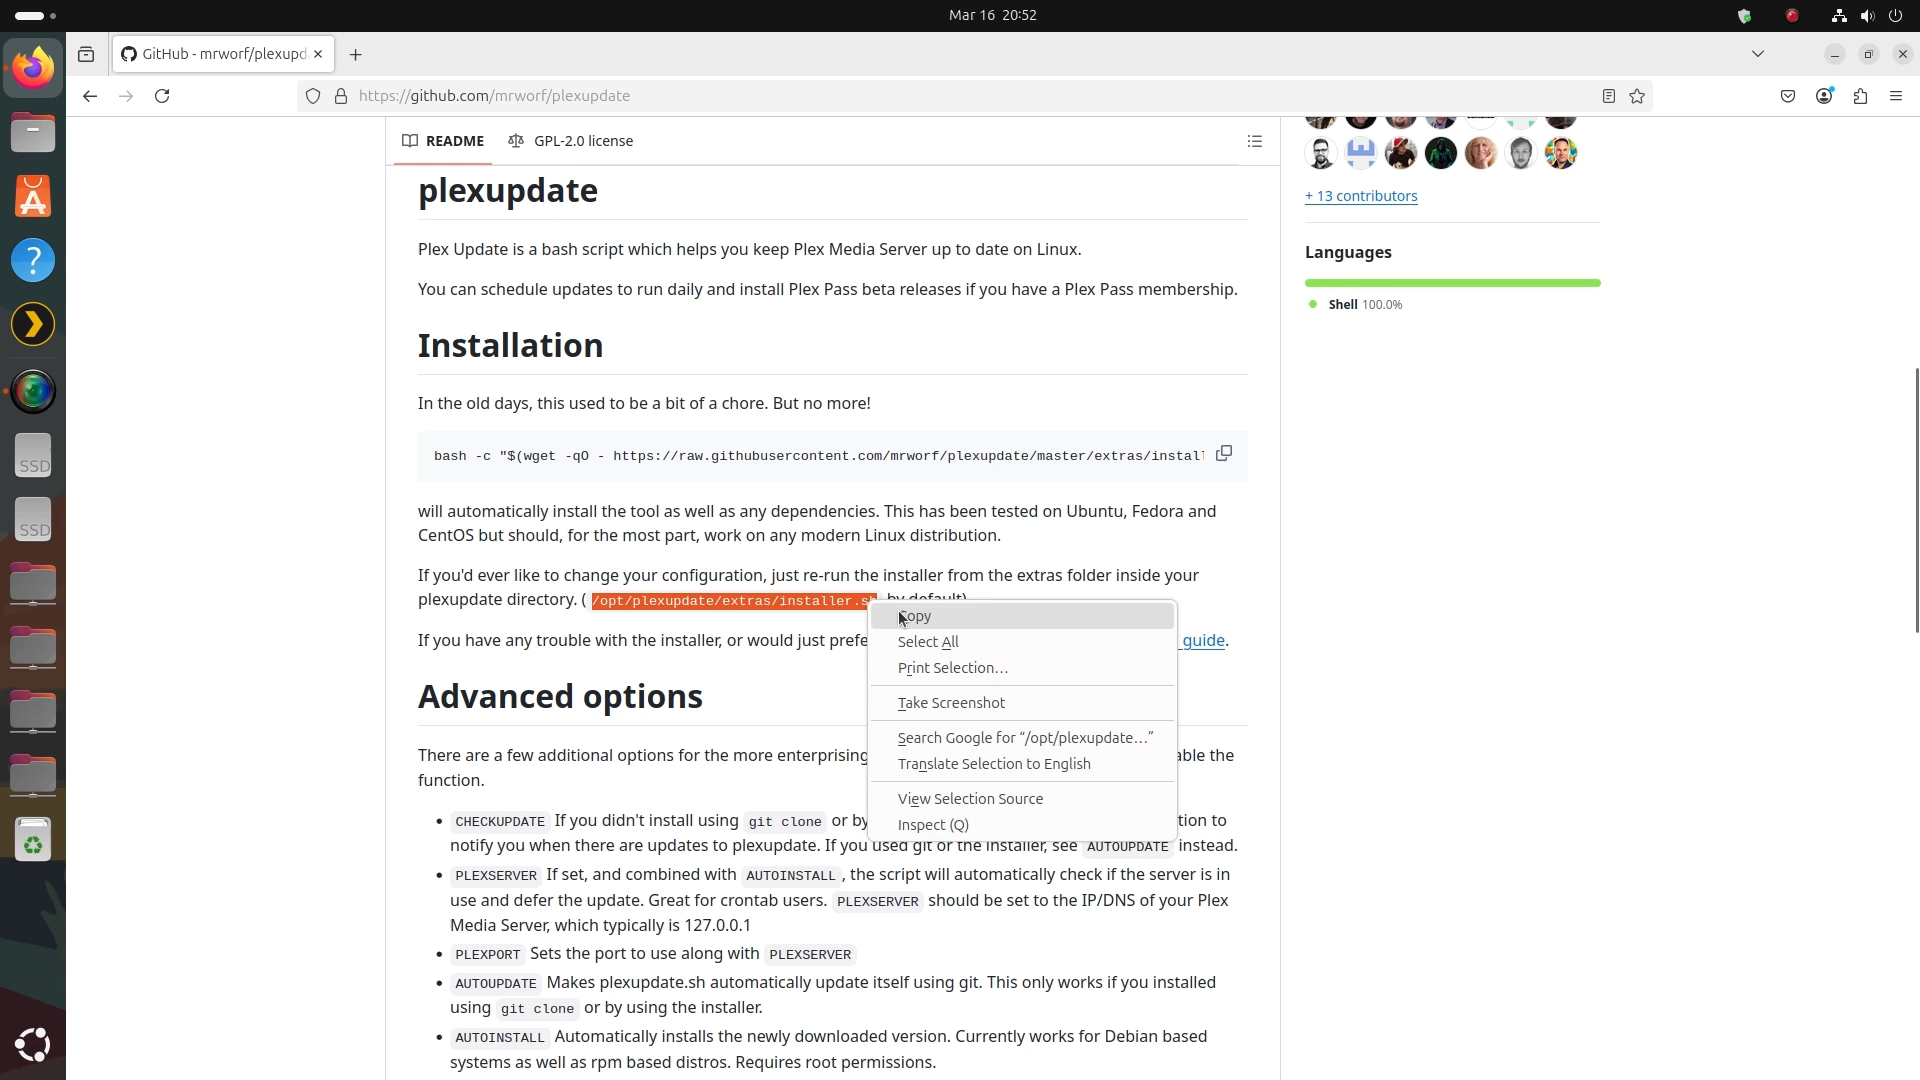 Mar 16 20:52
GitHub - mrworf/plexupd
https://github.com/mrworf/plexupdate
README
GPL-2.0 license
plexupdate
Plex Update is a bash script which helps you keep Plex Media Server up to date on Linux.
You can schedule updates to run daily and install Plex Pass beta releases if you have a Plex Pass membership.
Installation
In the old days, this used to be a bit of a chore. But no more!
bash -c "$(wget -qO - https://raw.githubusercontent.com/mrworf/plexupdate/master/extras/instal
will automatically install the tool as well as any dependencies. This has been tested on Ubuntu, Fedora and
CentOS but should, for the most part, work on any modern Linux distribution.
If you'd ever like to change your configuration, just re-run the installer from the extras folder inside your
plexupdate directory. ( /opt/plexupdate/extras/installer.sh by default)
If you have any trouble with the installer, or would just prefe guide.
Advanced options
There are a few additional options for the more enterprising able the
function.
• CHECKUPDATE If you didn't install using git clone or by tion to
notify you when there are updates to plexupdate. If you used git or the installer, see AUTOUPDATE instead.
• PLEXSERVER If set, and combined with AUTOINSTALL , the script will automatically check if the server is in
use and defer the update. Great for crontab users. PLEXSERVER should be set to the IP/DNS of your Plex
Media Server, which typically is 127.0.0.1
• PLEXPORT Sets the port to use along with PLEXSERVER
• AUTOUPDATE Makes plexupdate.sh automatically update itself using git. This only works if you installed
using git clone or by using the installer.
• AUTOINSTALL Automatically installs the newly downloaded version. Currently works for Debian based
systems as well as rpm based distros. Requires root permissions.
Copy
Select All
Print Selection…
Take Screenshot
Search Google for “/opt/plexupdate…”
Translate Selection to English
View Selection Source
Inspect (Q)
+ 13 contributors
Languages
Shell 100.0%
SSD
SSD